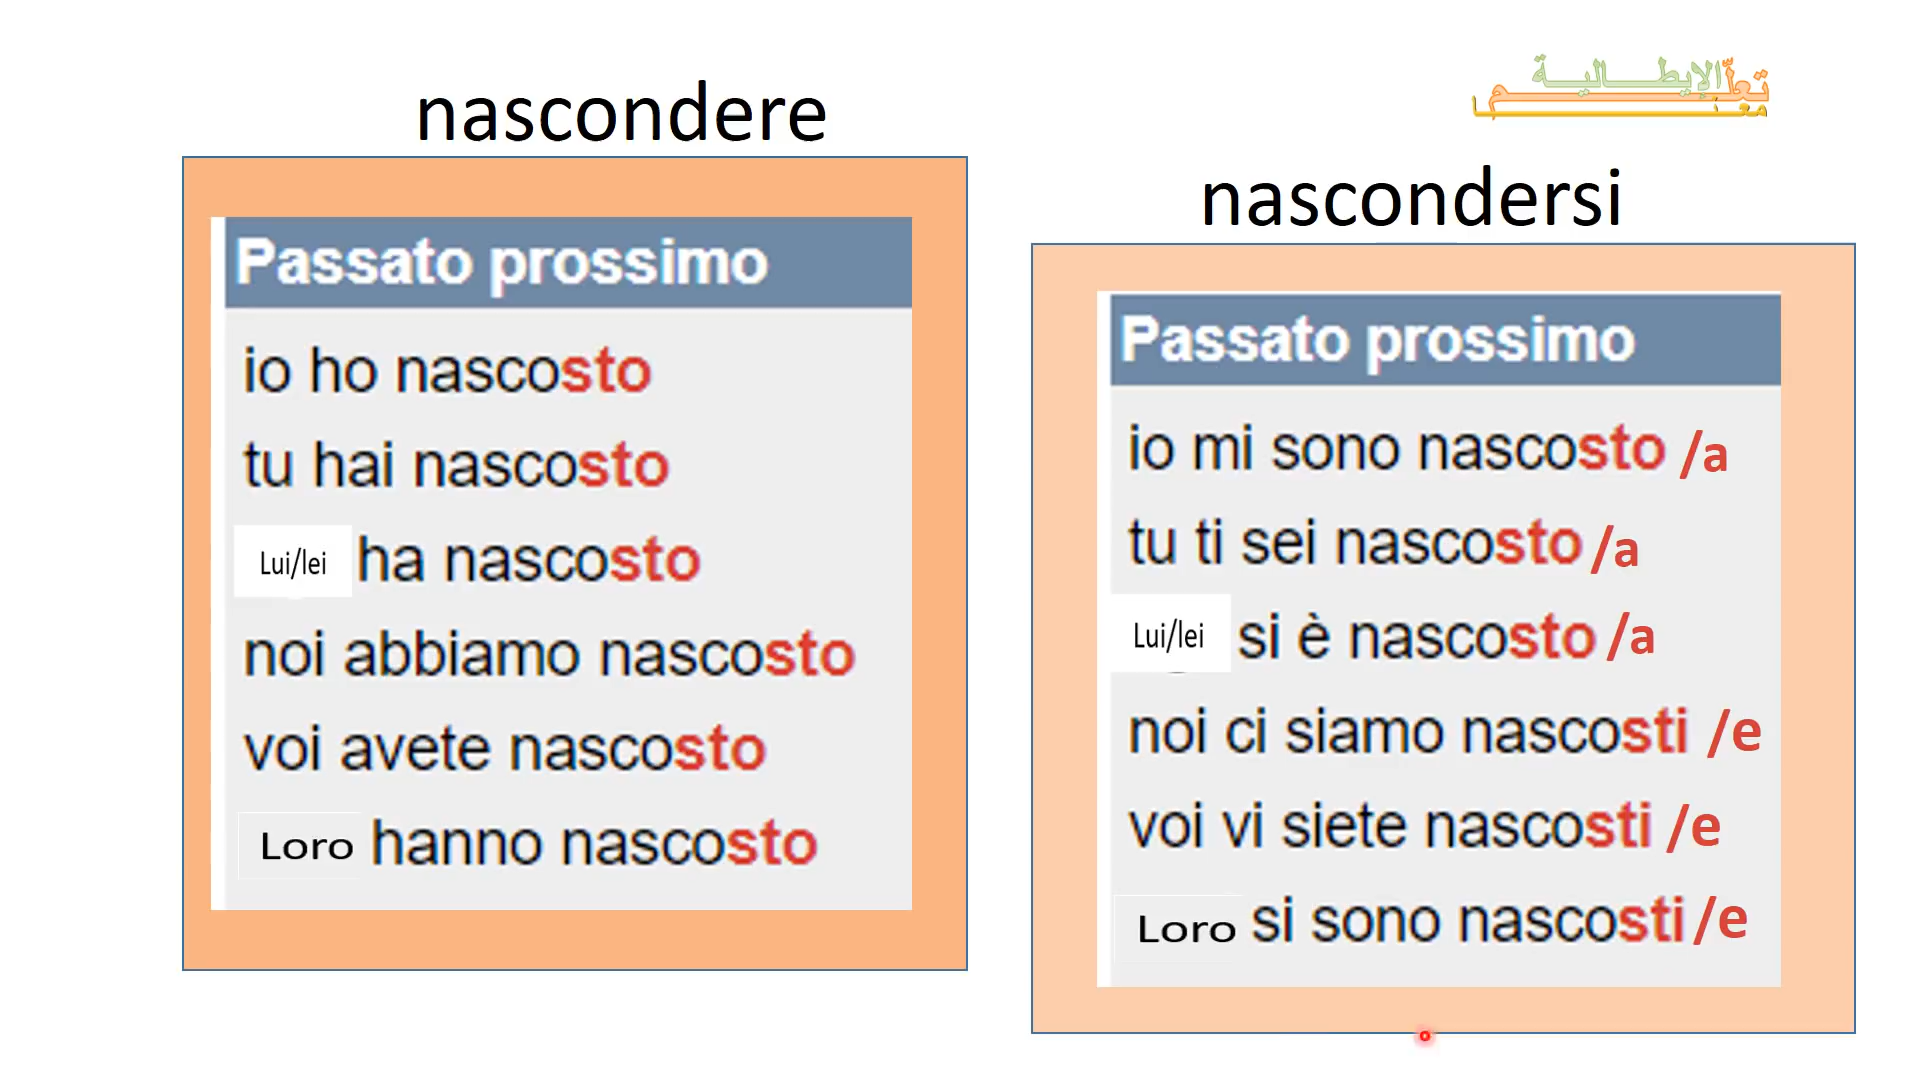 تعلّم الإيطالية
معنا
nascondere
Passato prossimo
io ho nascosto
tu hai nascosto
Lui/lei ha nascosto
noi abbiamo nascosto
voi avete nascosto
Loro hanno nascosto
nascondersi
Passato prossimo
io mi sono nascosto /a
tu ti sei nascosto /a
Lui/lei si è nascosto /a
noi ci siamo nascosti /e
voi vi siete nascosti /e
Loro si sono nascosti /e